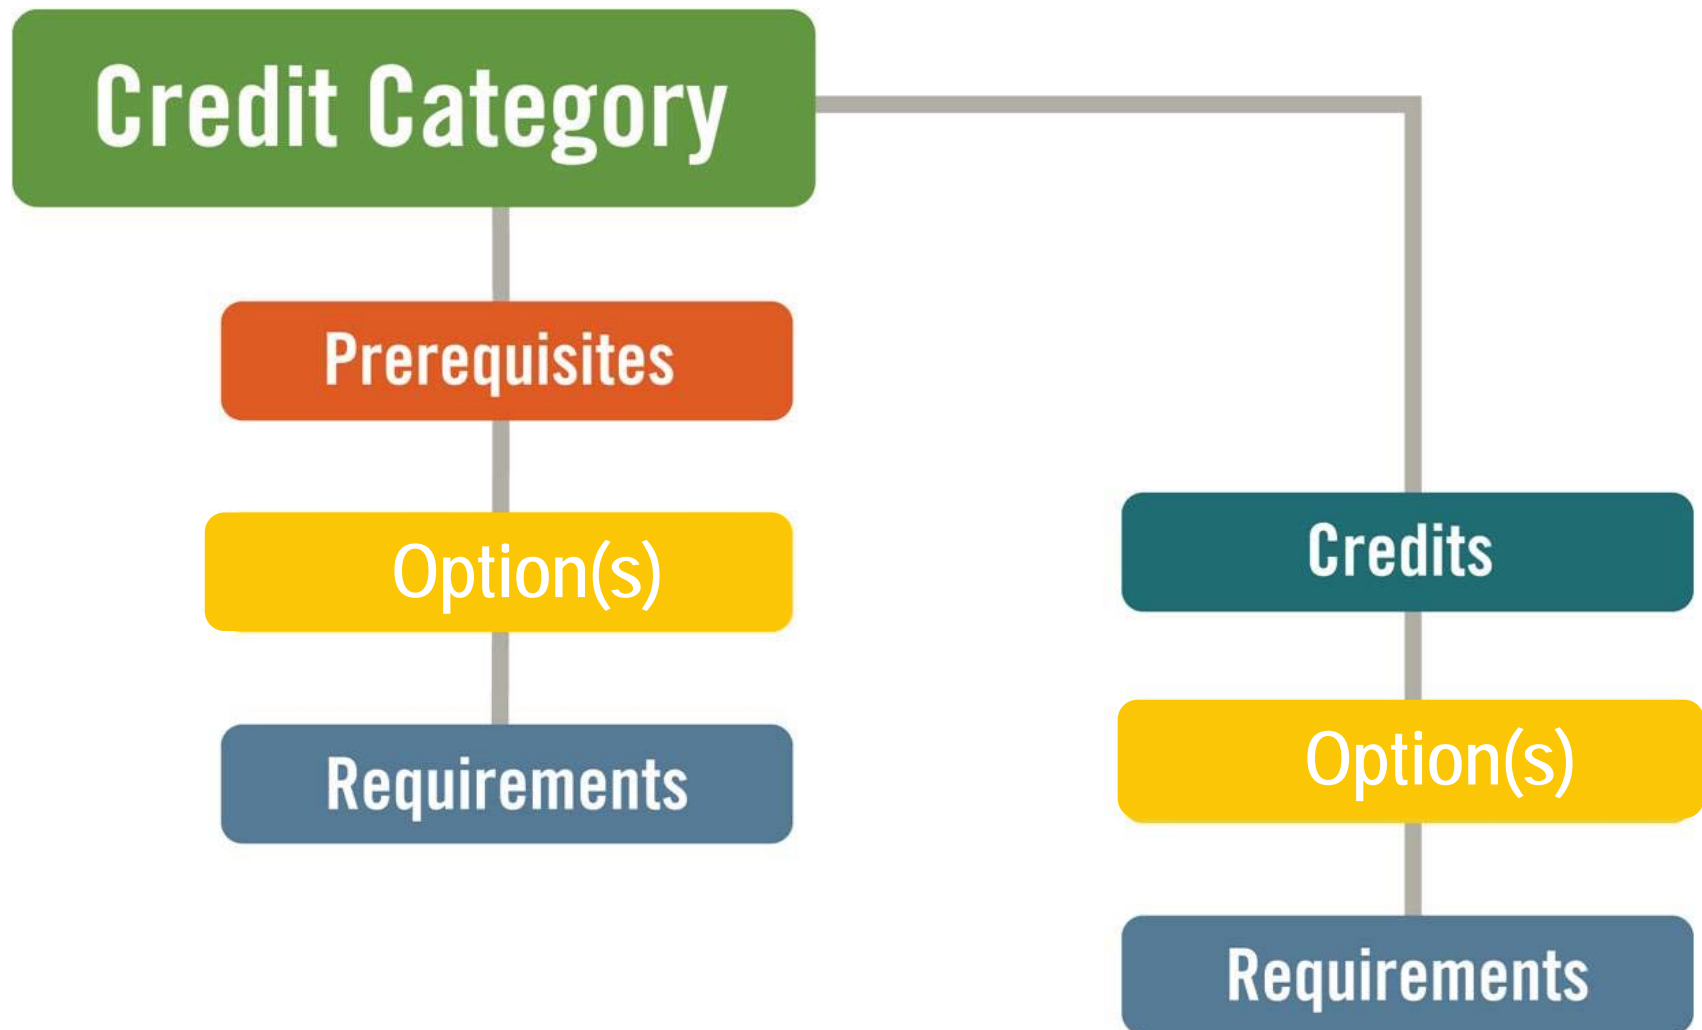 Credit Category
Prerequisites
Option(s)
Requirements
Credits
Option(s)
Requirements